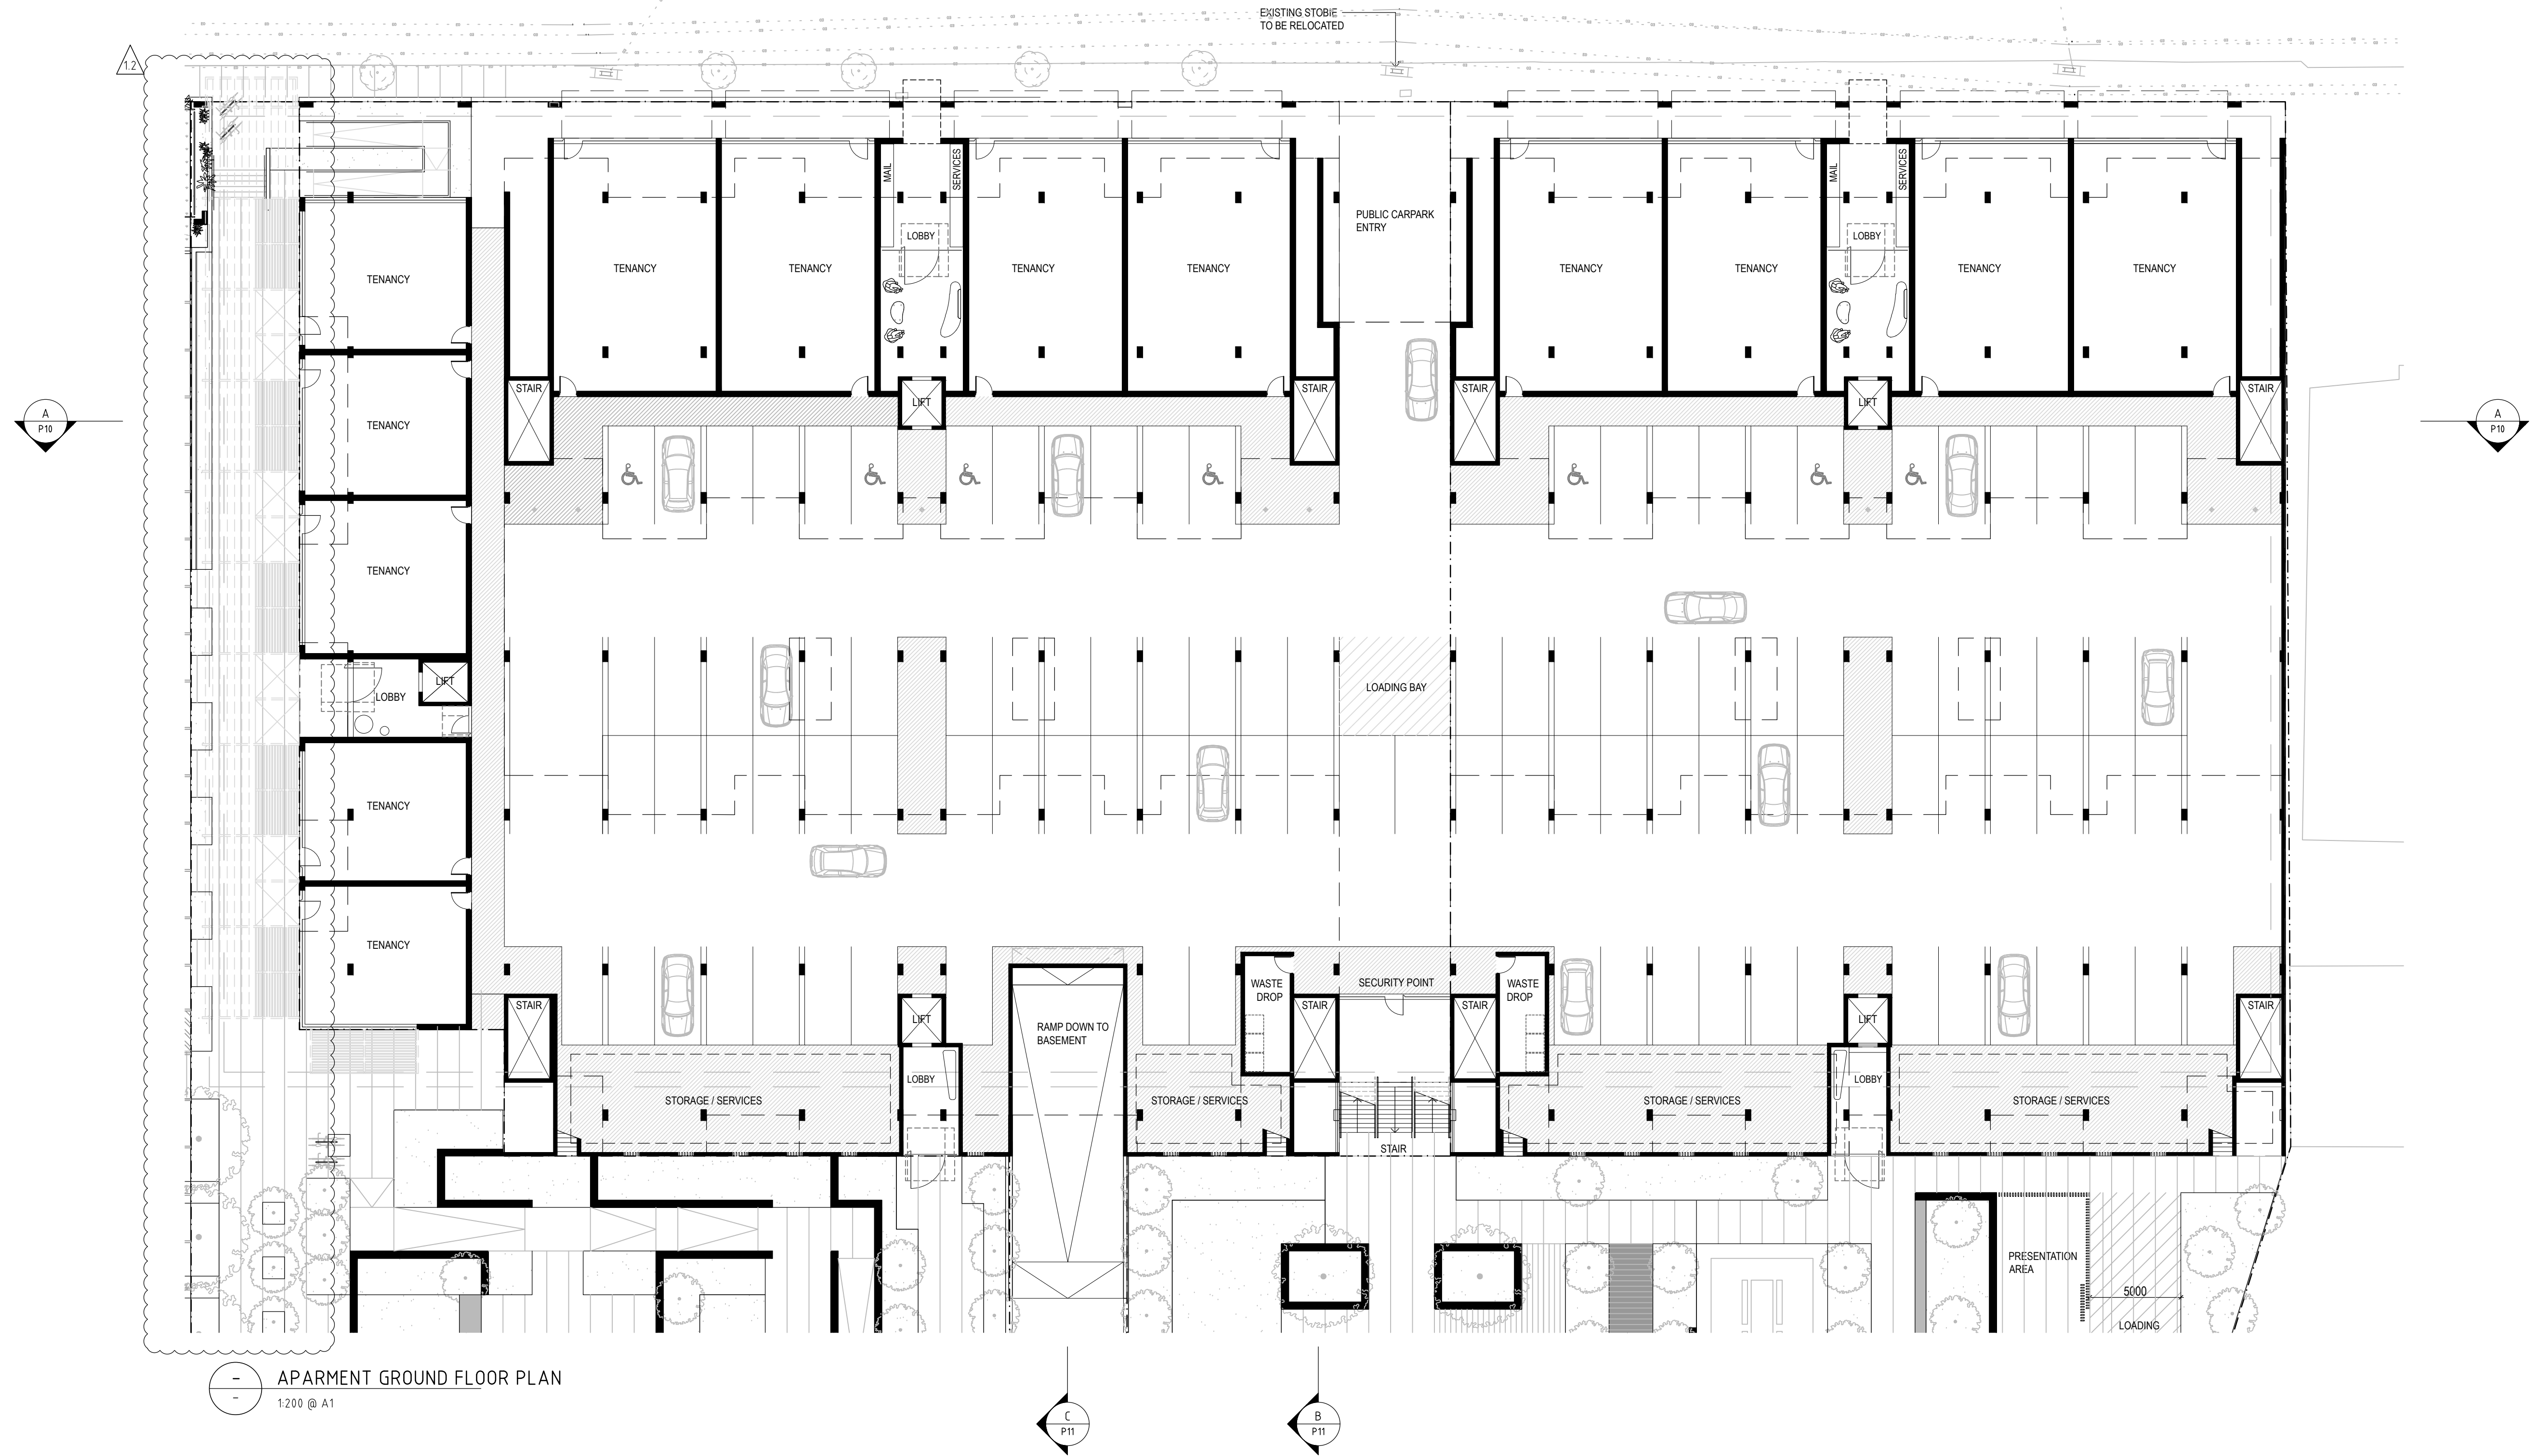 EXISTING STOBIE
TO BE RELOCATED
1.2
MAIL
SERVICES
MAIL
SERVICES
PUBLIC CARPARK
ENTRY
LOBBY
LOBBY
TENANCY
TENANCY
TENANCY
TENANCY
TENANCY
TENANCY
TENANCY
TENANCY
TENANCY
STAIR
STAIR
STAIR
STAIR
LIFT
LIFT
A
P10
A
P10
TENANCY
TENANCY
LIFT
LOBBY
LOADING BAY
TENANCY
TENANCY
WASTE
DROP
SECURITY POINT
WASTE
DROP
STAIR
STAIR
STAIR
STAIR
LIFT
LIFT
RAMP DOWN TO
BASEMENT
LOBBY
LOBBY
STORAGE / SERVICES
STORAGE / SERVICES
STORAGE / SERVICES
STORAGE / SERVICES
STAIR
PRESENTATION
AREA
5000
LOADING
–
–
APARMENT GROUND FLOOR PLAN
1:200 @ A1
C
P11
B
P11